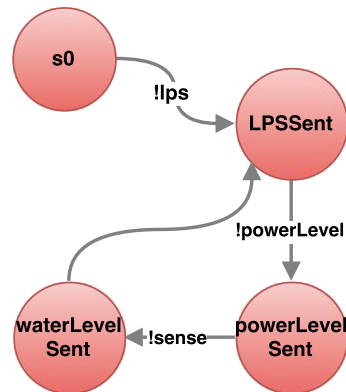 s0
!lps
LPSSent
!powerLevel
waterLevel
Sent
!sense
powerLevel
Sent